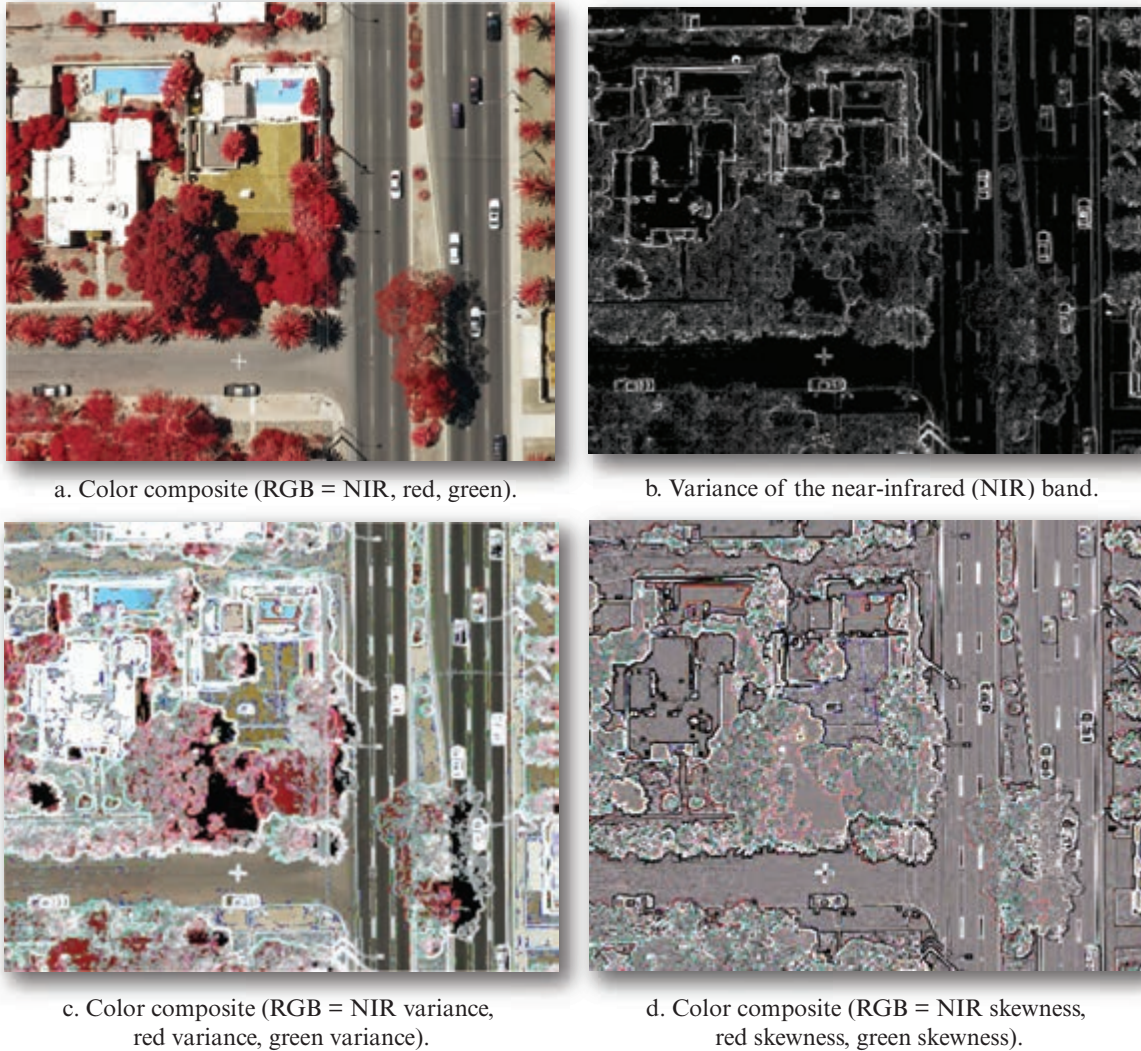 a. Color composite (RGB = NIR, red, green).
b. Variance of the near-infrared (NIR) band.
c. Color composite (RGB = NIR variance,
red variance, green variance).
d. Color composite (RGB = NIR skewness,
red skewness, green skewness).